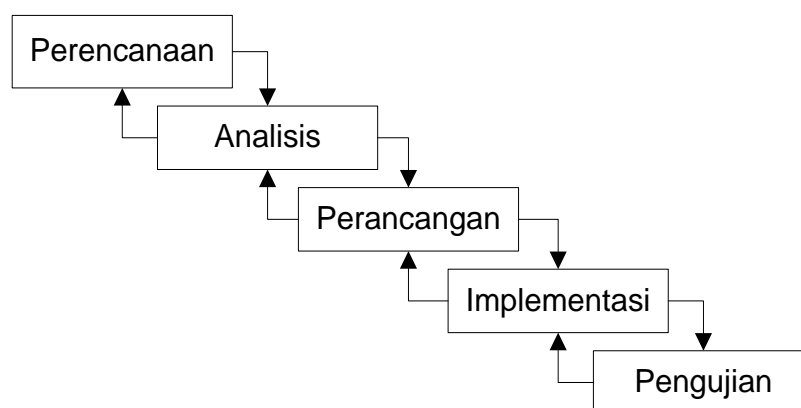 Perencanaan
Analisis
Perancangan
Implementasi
Pengujian